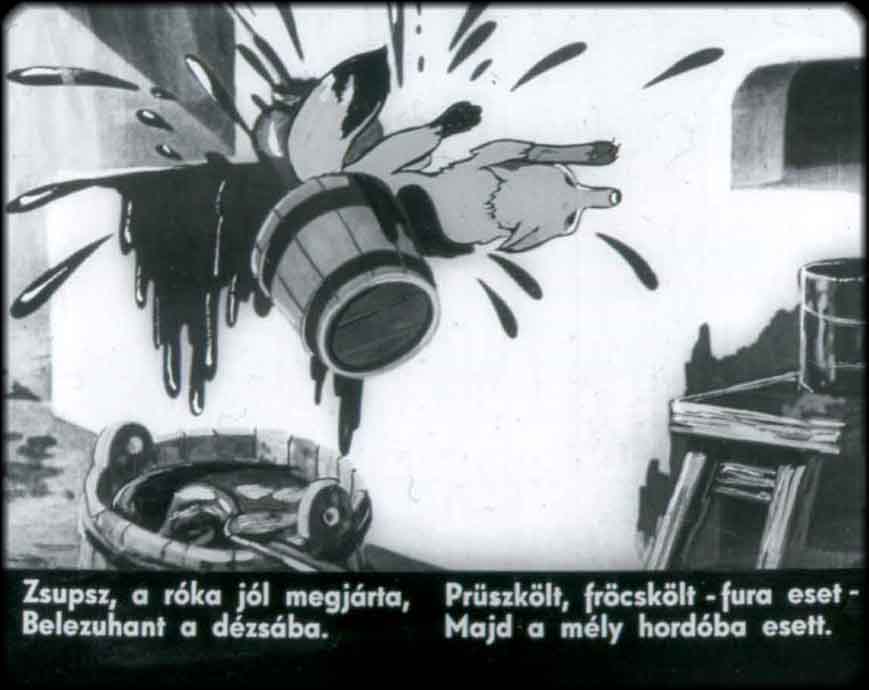 Zsupsz, a róka jól megjárta,
Belezuhant a dézsába.
Prüszkölt, fröcskölt - fura eset -
Majd a mély hordóba esett.